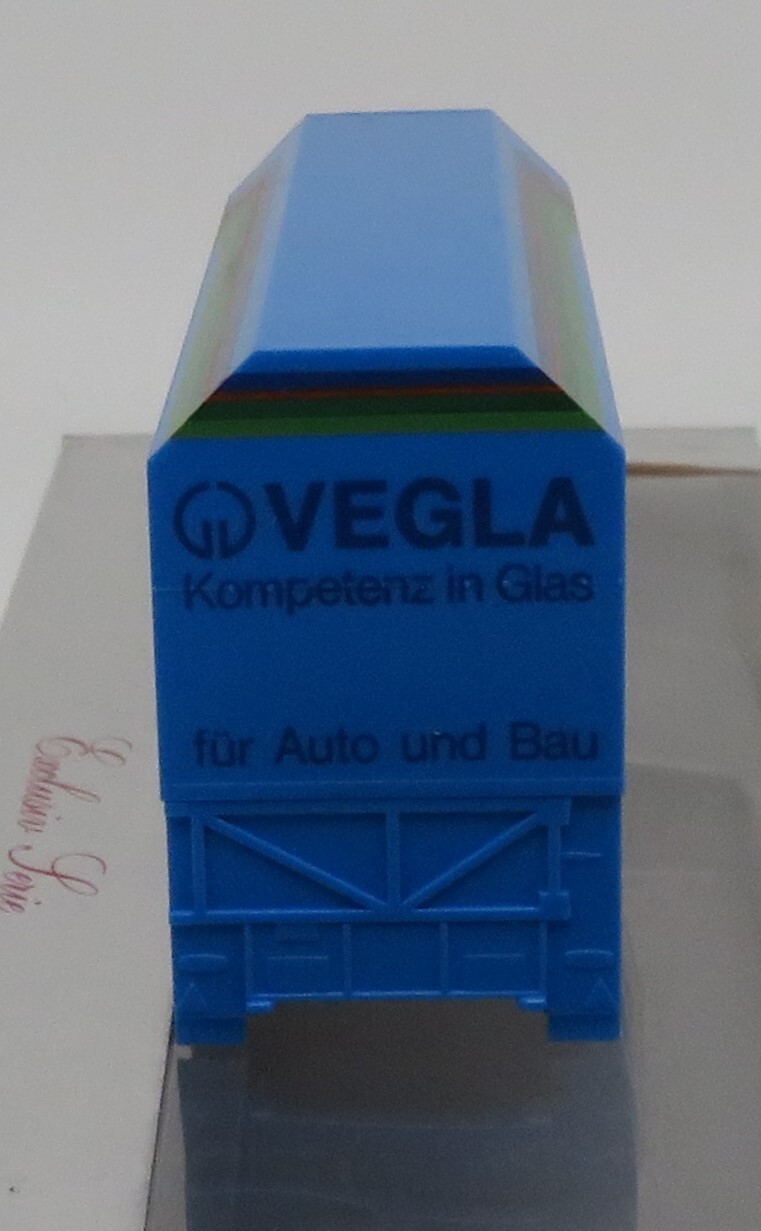 VEGLA
Kompetenz in Glas
für Auto und Bau
Exclusiv Serie